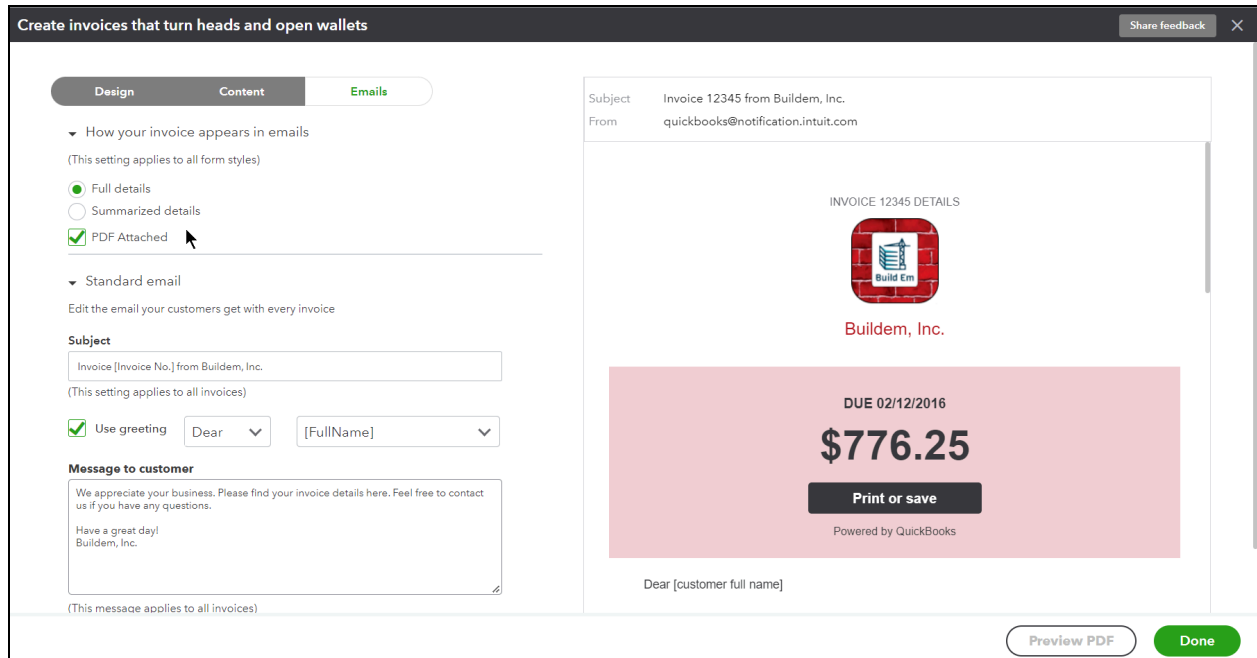 Create invoices that turn heads and open wallets
Share feedback
Design
Content
Emails
How your invoice appears in emails
(This setting applies to all form styles)
Full details
Summarized details
PDF Attached
Standard email
Edit the email your customers get with every invoice
Subject
Invoice [Invoice No.] from Buildem, Inc.
(This setting applies to all invoices)
Use greeting
Dear
[FullName]
Message to customer
We appreciate your business. Please find your invoice details here. Feel free to contact
us if you have any questions.
Have a great day!
Buildem, Inc.
(This message applies to all invoices)
Subject Invoice 12345 from Buildem, Inc.
From quickbooks@notification.intuit.com
INVOICE 12345 DETAILS
Build Em
Buildem, Inc.
DUE 02/12/2016
$776.25
Print or save
Powered by QuickBooks
Dear [customer full name]
Preview PDF
Done